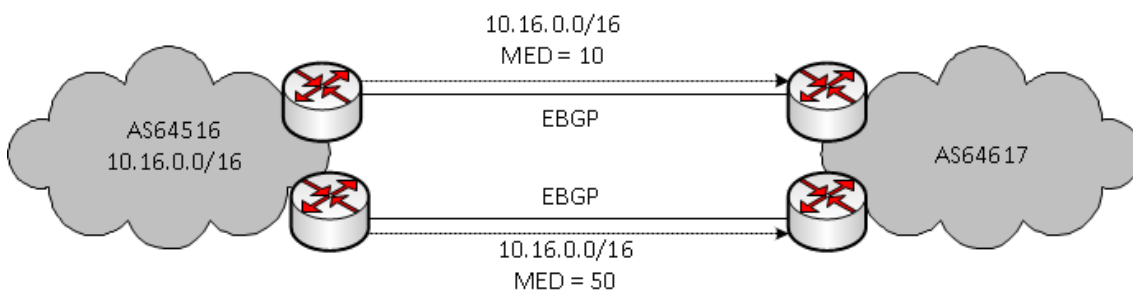 10.16.0.0/16
MED = 10
EBGP
AS64516
10.16.0.0/16
AS64617
EBGP
10.16.0.0/16
MED = 50